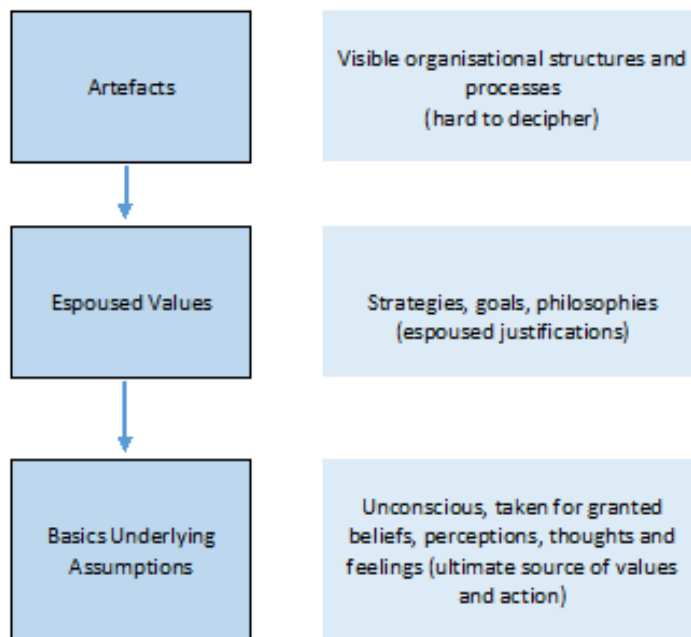 Artefacts
Visible organisational structures and
processes
(hard to decipher)
Espoused Values
Strategies, goals, philosophies
(espoused justifications)
Basics Underlying
Assumptions
Unconscious, taken for granted
beliefs, perceptions, thoughts and
feelings (ultimate source of values
and action)